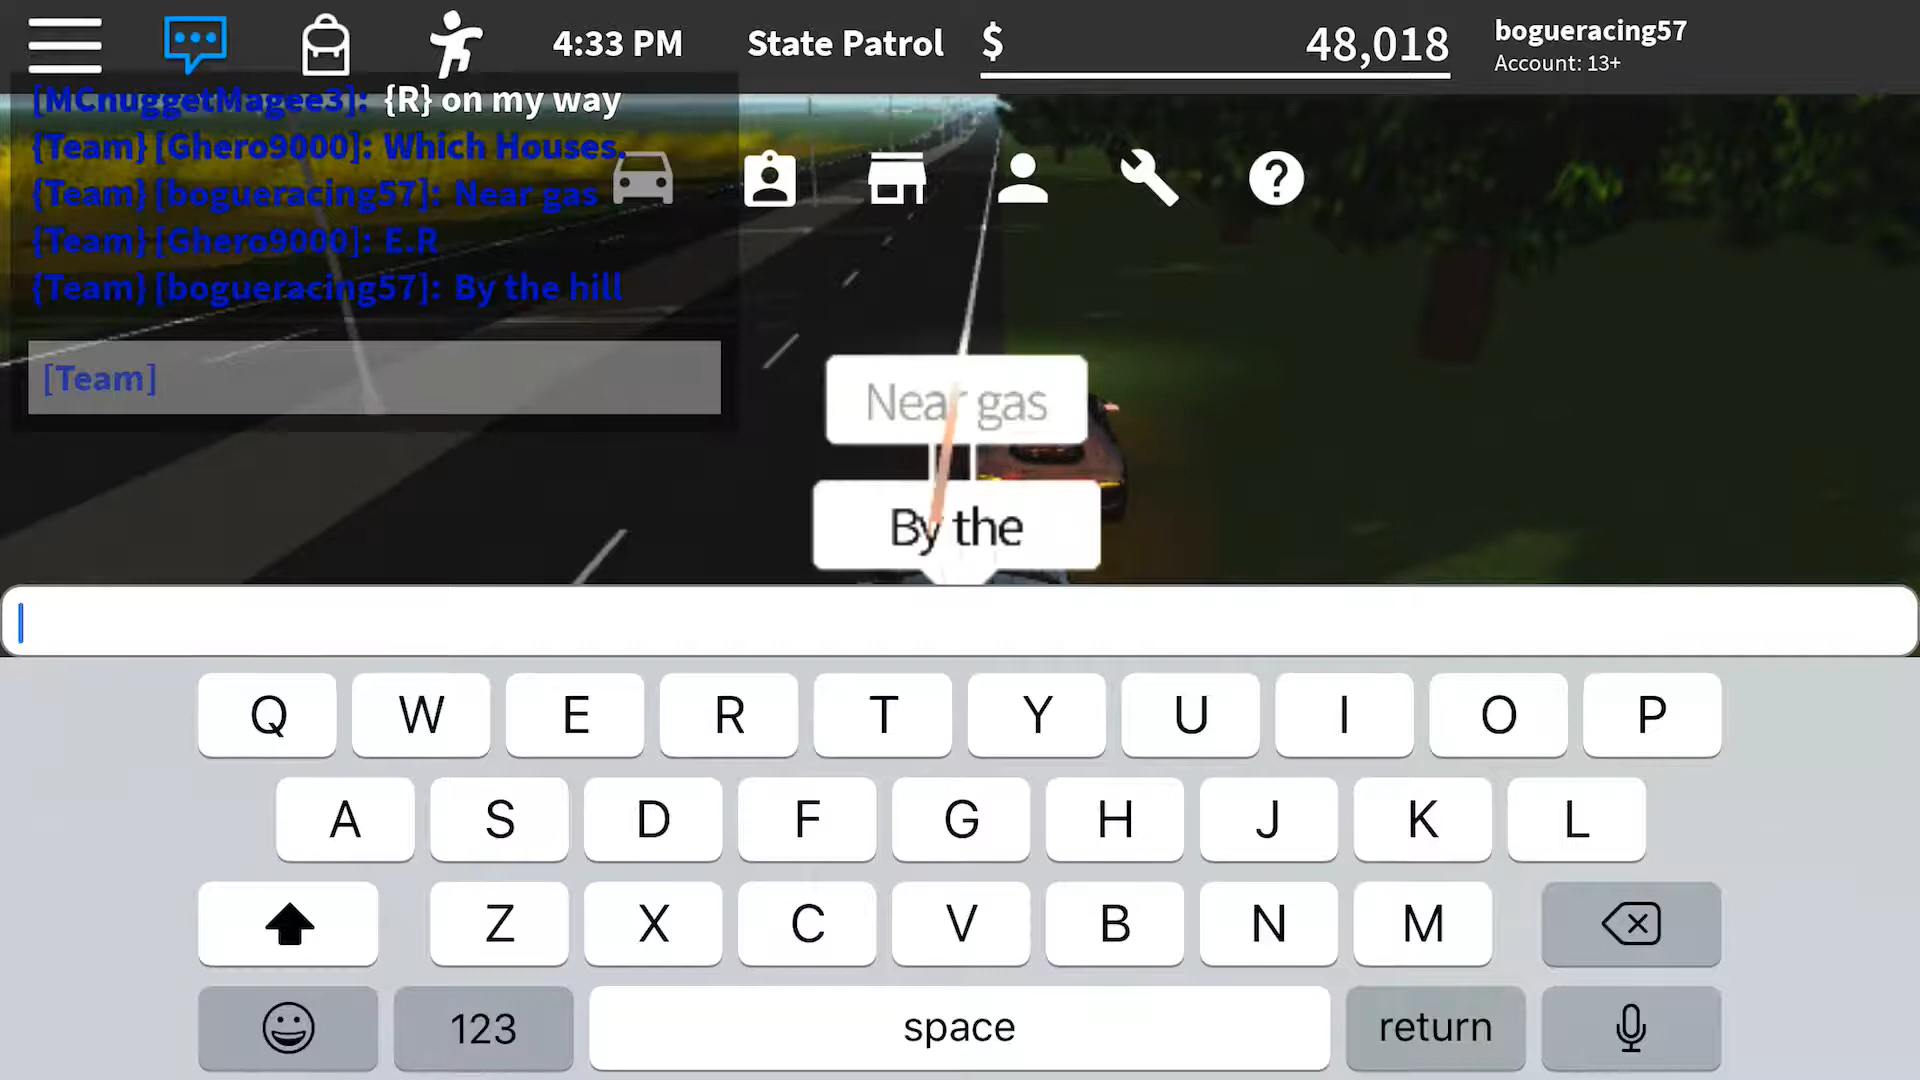 4:33 PM State Patrol $ 48,018 bogueracing57
Account: 13+
[MCnuggetMagee3]: {R} on my way
{Team} [Ghero9000]: Which Houses.
{Team} [bogueracing57]: Near gas
{Team} [Ghero9000]: E.R
{Team} [bogueracing57]: By the hill
[Team]
Near gas
By the
Q W E R T Y U I O P
A S D F G H J K L
Z X C V B N M
123 space return